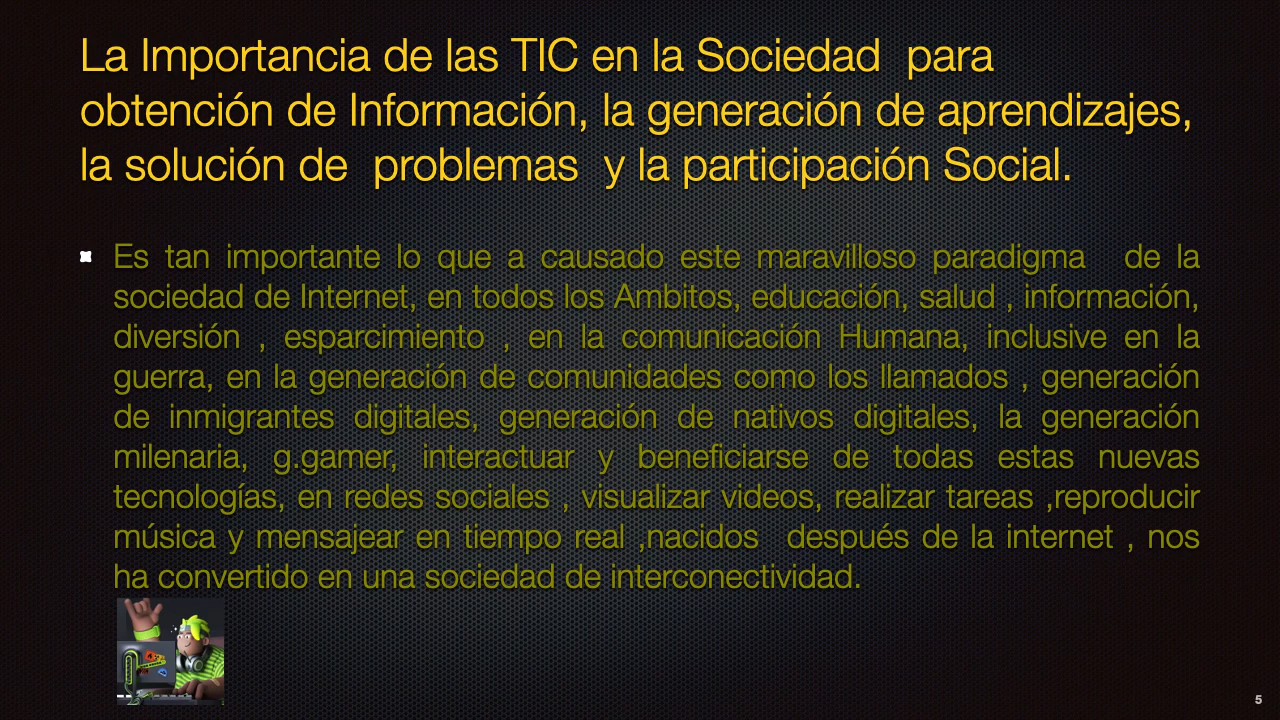 La Importancia de las TIC en la Sociedad  para
obtención de Información, la generación de aprendizajes,
la solución de  problemas  y la participación Social.
Es tan importante lo que a causado este maravilloso paradigma  de la
sociedad de Internet, en todos los Ambitos, educación, salud , información,
diversión , esparcimiento , en la comunicación Humana, inclusive en la
guerra, en la generación de comunidades como los llamados , generación
de inmigrantes digitales, generación de nativos digitales, la generación
milenaria, g.gamer, interactuar y beneficiarse de todas estas nuevas
tecnologías, en redes sociales , visualizar videos, realizar tareas ,reproducir
música y mensajear en tiempo real ,nacidos  después de la internet , nos
ha convertido en una sociedad de interconectividad.
5